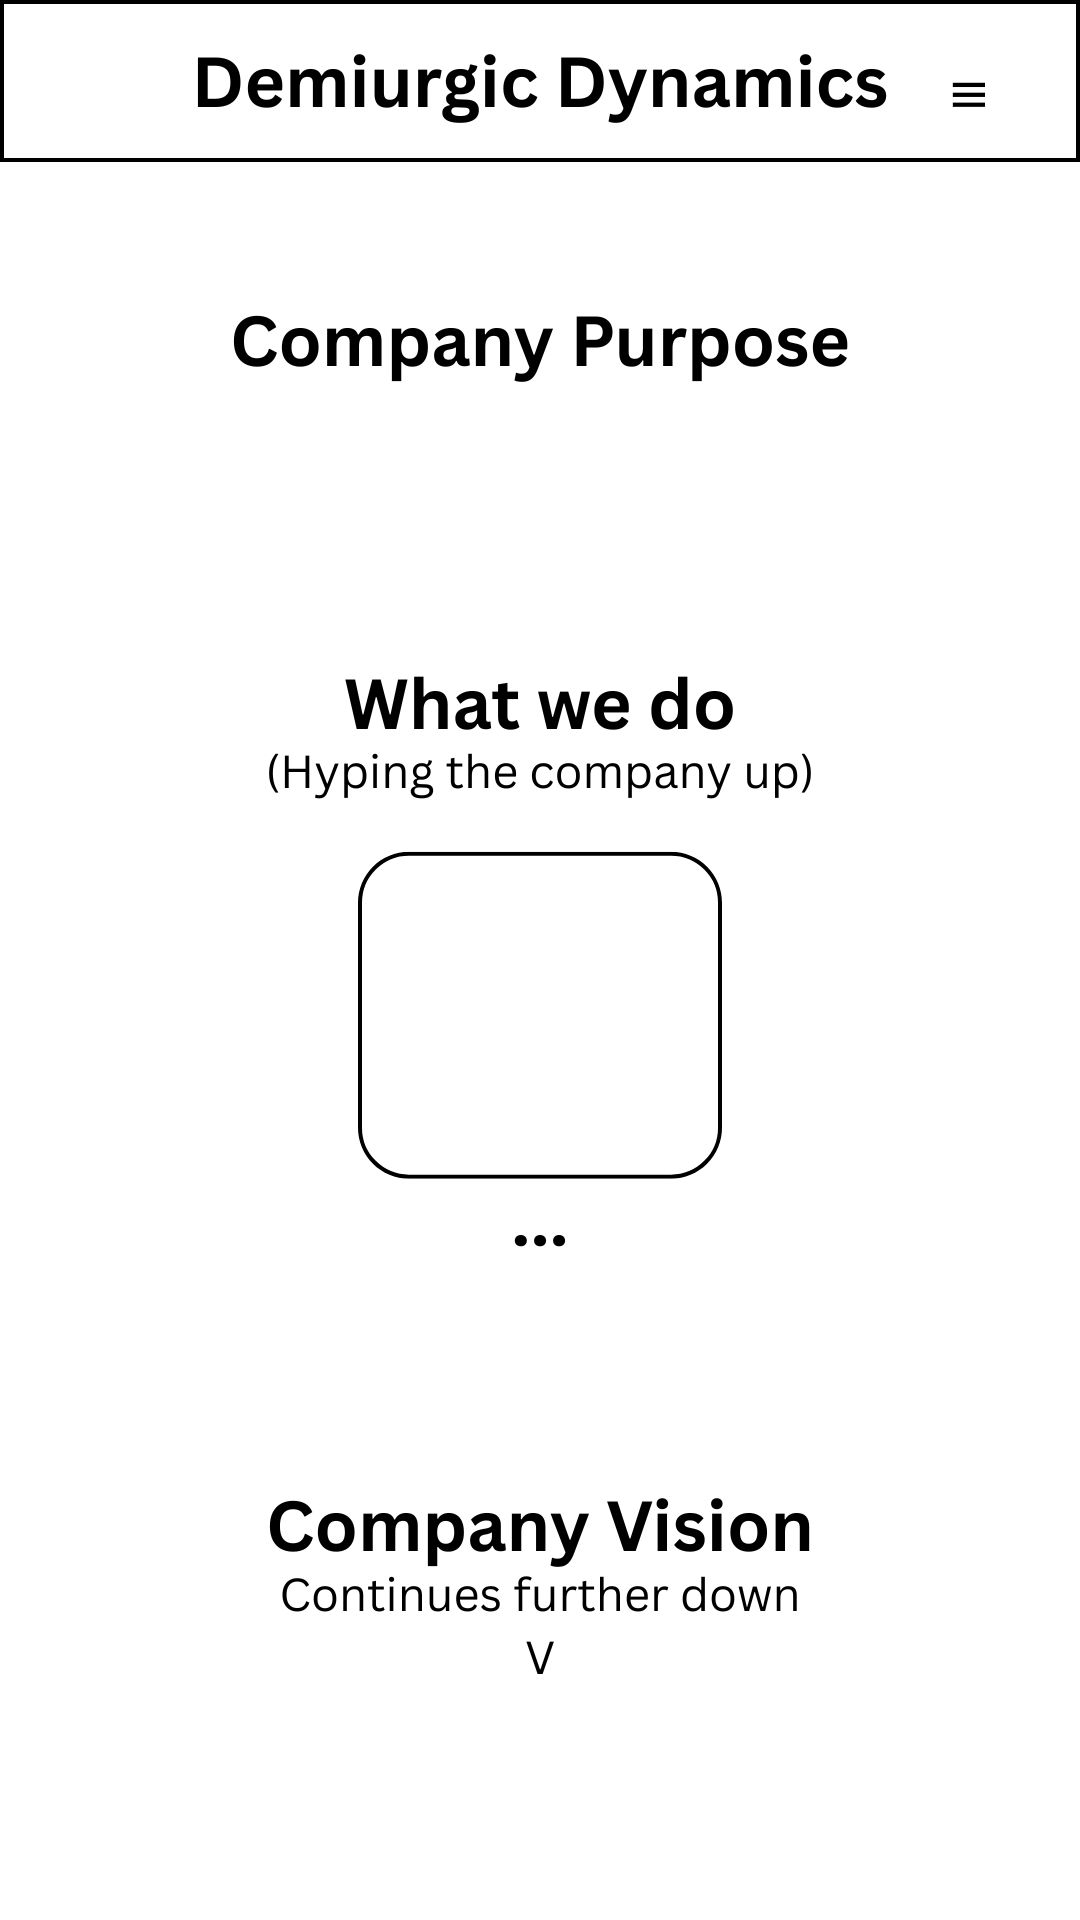 Demiurgic Dynamics
Company Purpose
What we do
(Hyping the company up)
...
Company Vision
Continues further down
V